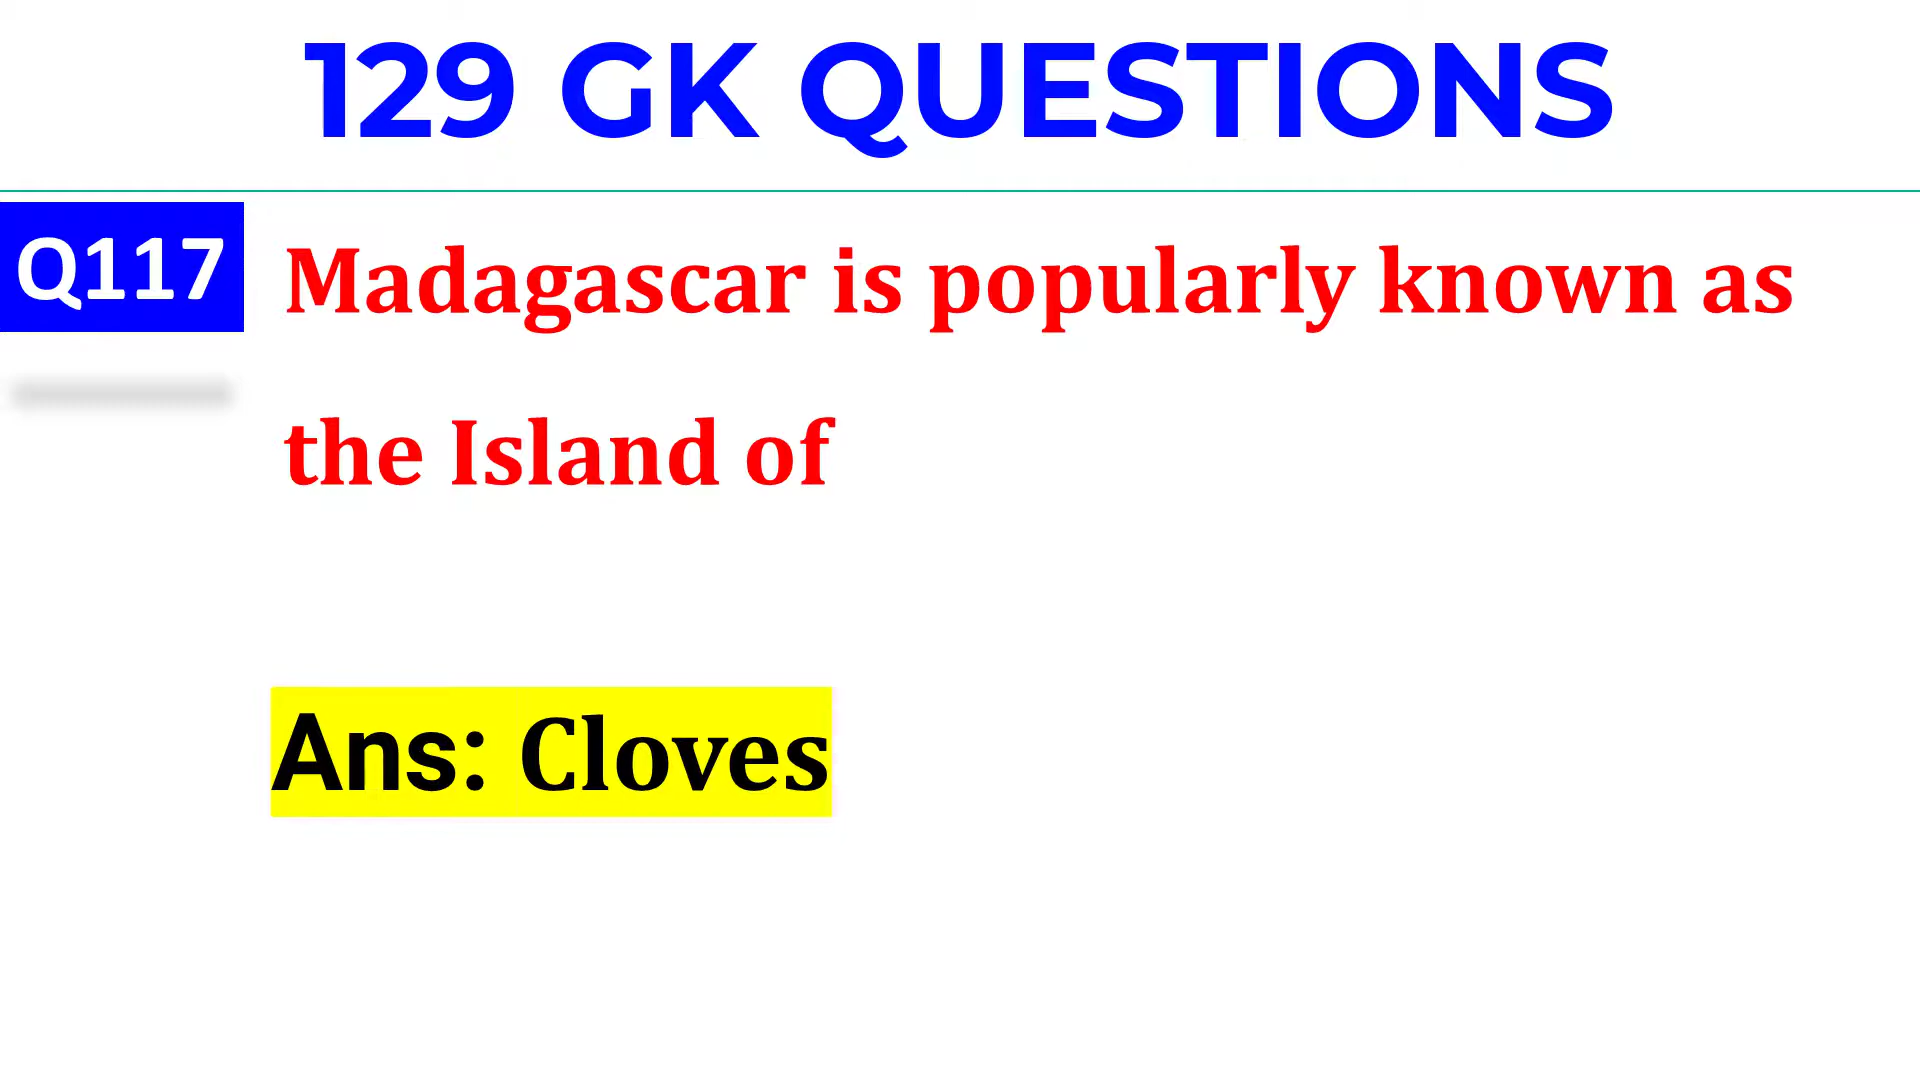 129 GK QUESTIONS
Q117 Madagascar is popularly known as
the Island of
Ans: Cloves